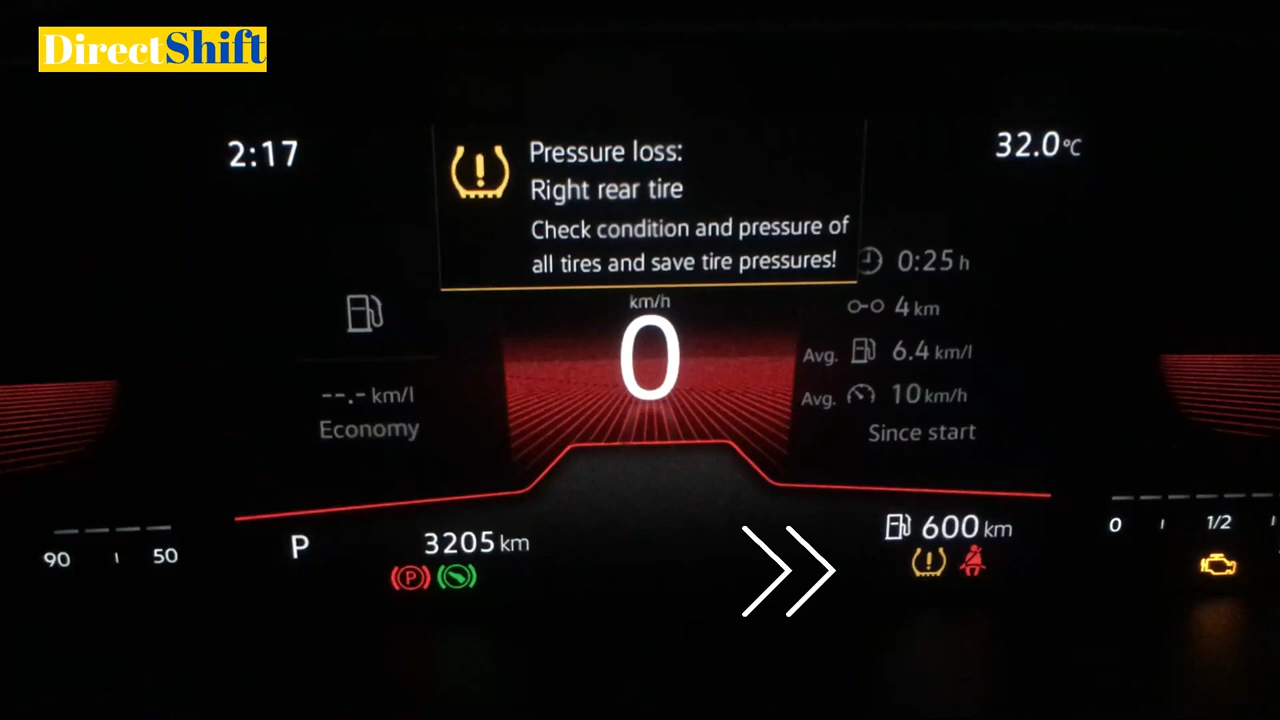 DirectShift
2:17
Pressure loss:
Right rear tire
Check condition and pressure of
all tires and save tire pressures!
32.0°C
0:25 h
4 km
Avg. 6.4 km/l
Avg. 10 km/h
Since start
km/h
0
--.- km/l
Economy
90 50
P
3205 km
P
600 km
0 1/2